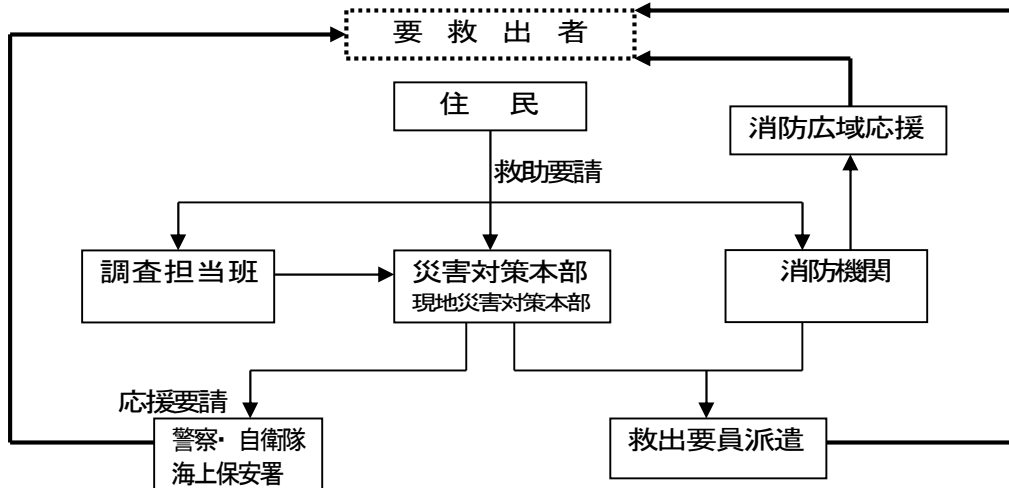 要 救 出 者
住 民
消防広域応援
救助要請
調査担当班
災害対策本部
現地災害対策本部
消防機関
応援要請
警察・自衛隊
海上保安署
救出要員派遣